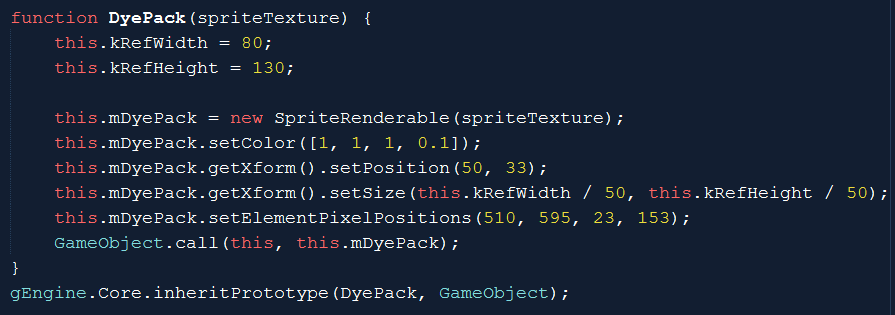 function DyePack(spriteTexture) {
    this.kRefWidth = 80;
    this.kRefHeight = 130;

    this.mDyePack = new SpriteRenderable(spriteTexture);
    this.mDyePack.setColor([1, 1, 1, 0.1]);
    this.mDyePack.getXform().setPosition(50, 33);
    this.mDyePack.getXform().setSize(this.kRefWidth / 50, this.kRefHeight / 50);
    this.mDyePack.setElementPixelPositions(510, 595, 23, 153);
    GameObject.call(this, this.mDyePack);
}
gEngine.Core.inheritPrototype(DyePack, GameObject);